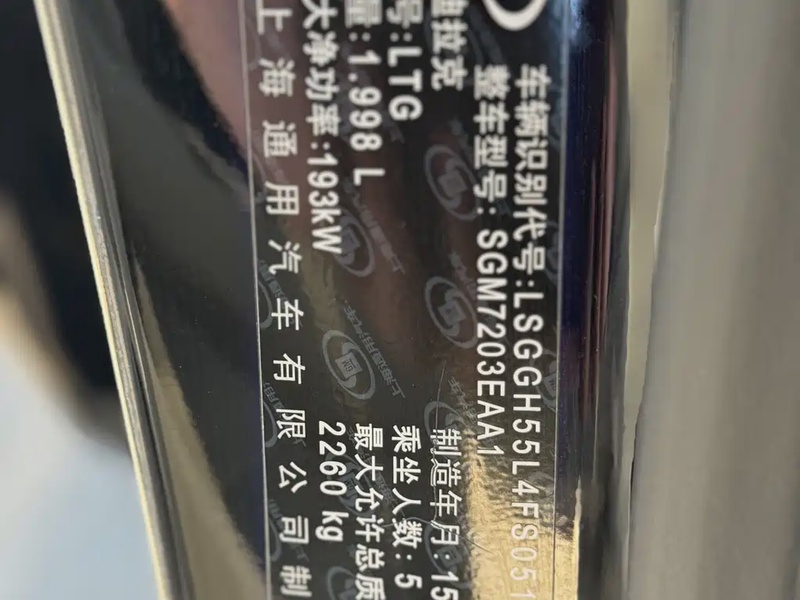 车辆识别代号:LSGGH55L4FS051
整车型号:SGM7203EAA1
迪拉克 制造年月:15
号:LTG 乘坐人数:5
量:1.998 L 最大允许总质
大净功率:193kW 2260 kg
上海通用汽车有限公司制